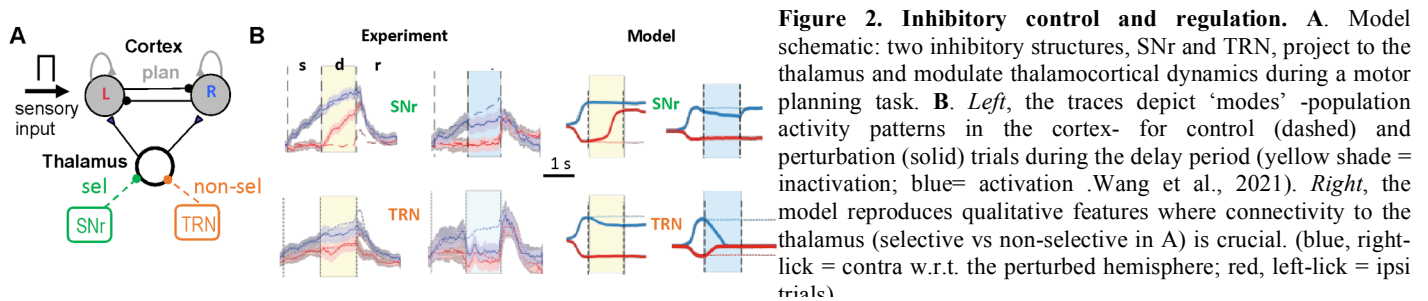 A
Cortex
plan
L
R
sensory
input
Thalamus
sel
non-sel
SNr
TRN
B
Experiment
Model
s d r
SNr
SNr
1 s
TRN
TRN
Figure 2. Inhibitory control and regulation. A. Model
schematic: two inhibitory structures, SNr and TRN, project to the
thalamus and modulate thalamocortical dynamics during a motor
planning task. B. Left, the traces depict ‘modes’ -population
activity patterns in the cortex- for control (dashed) and
perturbation (solid) trials during the delay period (yellow shade =
inactivation; blue= activation .Wang et al., 2021). Right, the
model reproduces qualitative features where connectivity to the
thalamus (selective vs non-selective in A) is crucial. (blue, right-
lick = contra w.r.t. the perturbed hemisphere; red, left-lick = ipsi
trials)